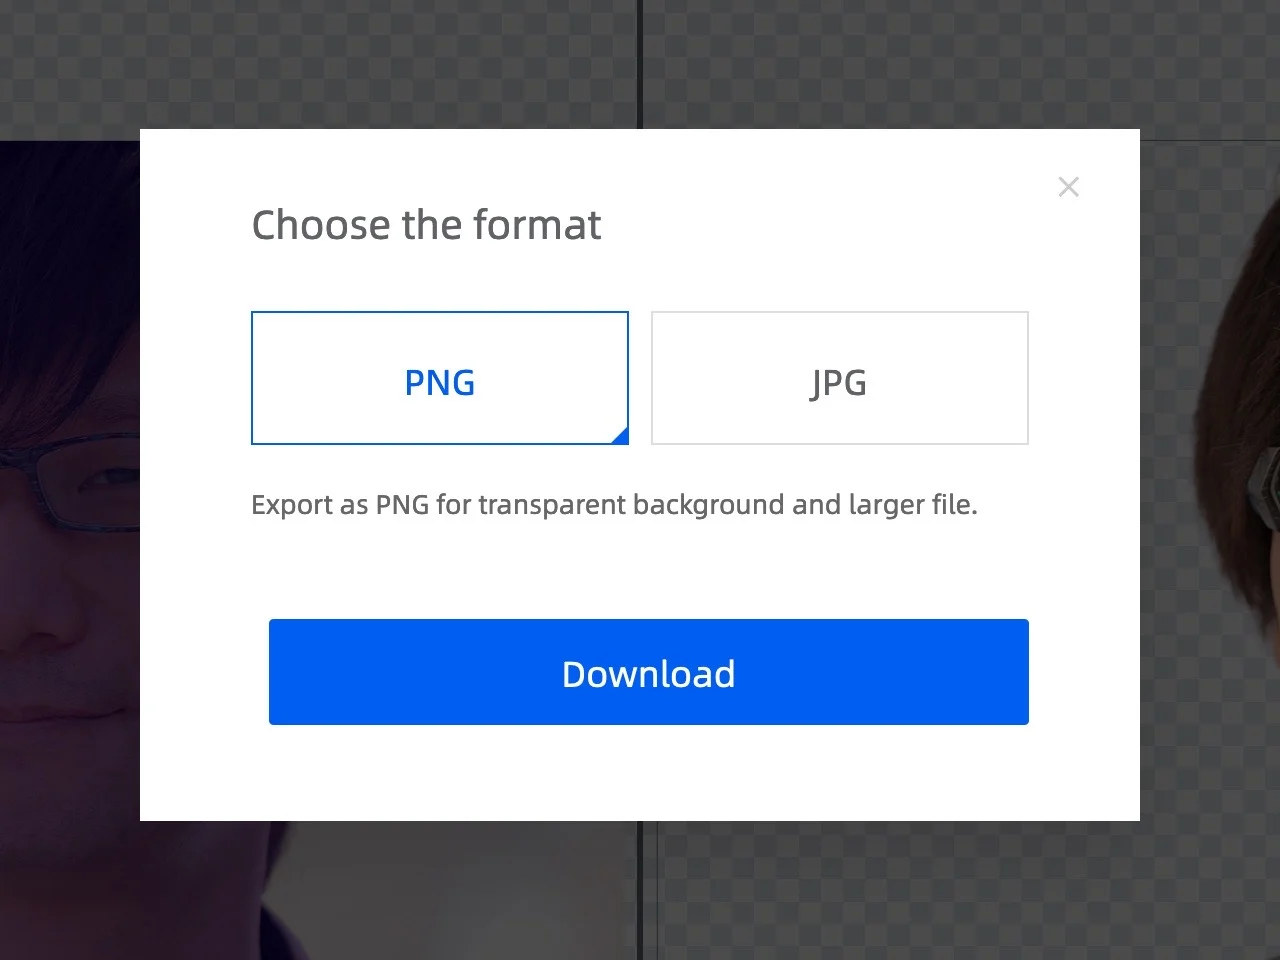 Choose the format
PNG
JPG
Export as PNG for transparent background and larger file.
Download